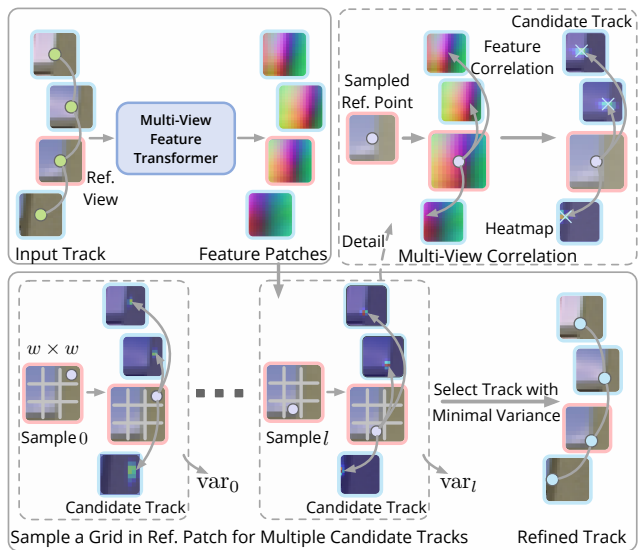 Multi-View
Feature
Transformer
Ref.
View
Input Track
Feature Patches
Candidate Track
Feature
Correlation
Sampled
Ref. Point
Heatmap
Detail
Multi-View Correlation
w × w
Sample 0
Candidate Track
var₀
Sample l
Candidate Track
varₗ
Select Track with
Minimal Variance
Sample a Grid in Ref. Patch for Multiple Candidate Tracks
Refined Track